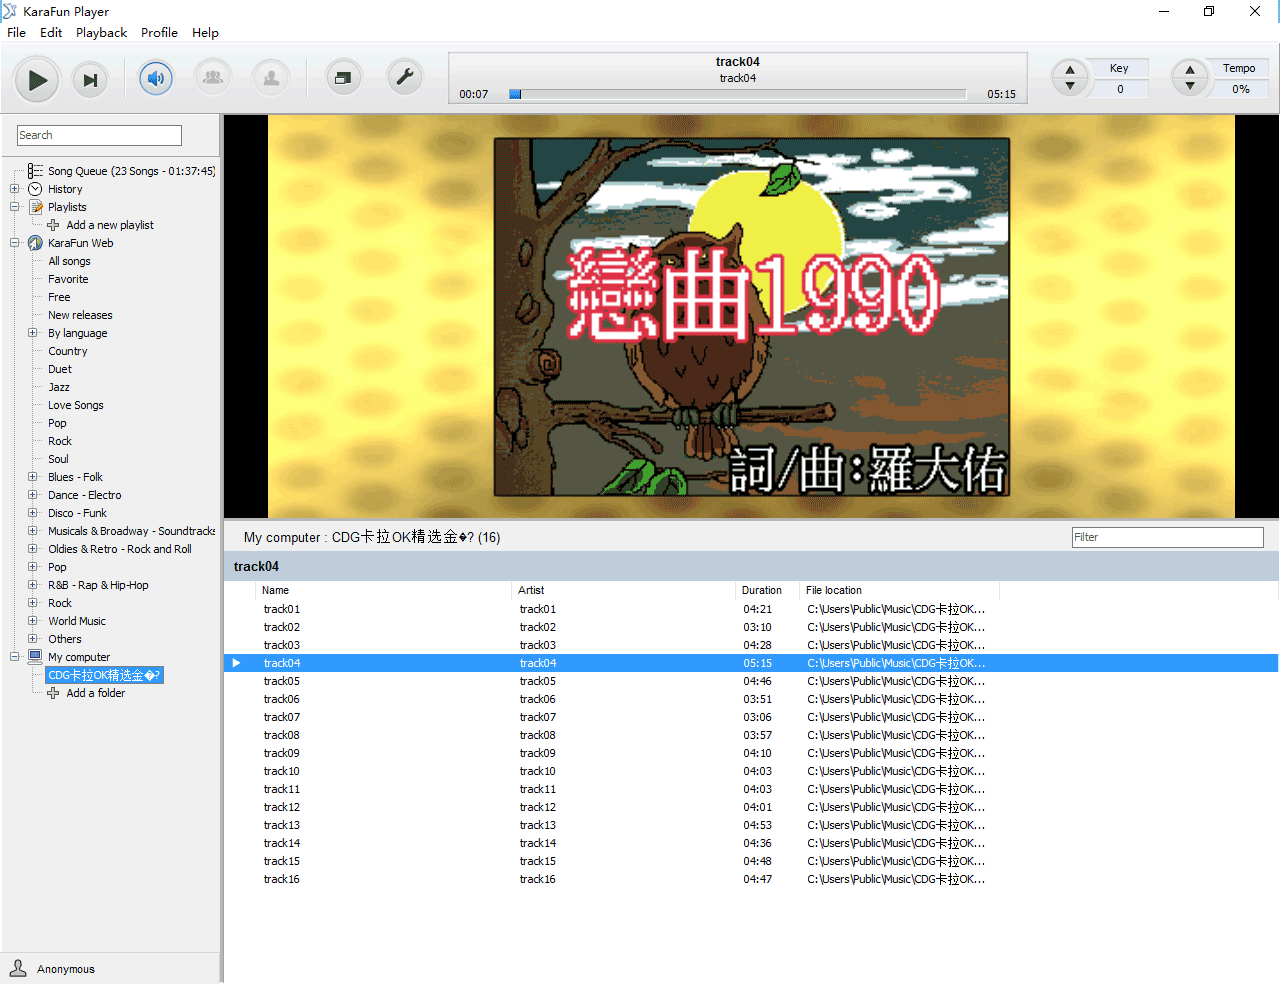 KaraFun Player
File Edit Playback Profile Help
track04
track04
00:07 05:15
Key
0
Tempo
0%
Search
Song Queue (23 Songs - 01:37:45)
History
Playlists
Add a new playlist
KaraFun Web
All songs
Favorite
Free
New releases
By language
Country
Duet
Jazz
Love Songs
Pop
Rock
Soul
Blues - Folk
Dance - Electro
Disco - Funk
Musicals & Broadway - Soundtracks
Oldies & Retro - Rock and Roll
Pop
R&B - Rap & Hip-Hop
Rock
World Music
Others
My computer
CDG卡拉OK精选金�?
Add a folder
Anonymous
戀曲1990
詞/曲:羅大佑
My computer : CDG卡拉OK精选金�? (16)
Filter
track04
Name Artist Duration File location
track01 track01 04:21 C:\Users\Public\Music\CDG卡拉OK...
track02 track02 03:10 C:\Users\Public\Music\CDG卡拉OK...
track03 track03 04:28 C:\Users\Public\Music\CDG卡拉OK...
track04 track04 05:15 C:\Users\Public\Music\CDG卡拉OK...
track05 track05 04:46 C:\Users\Public\Music\CDG卡拉OK...
track06 track06 03:51 C:\Users\Public\Music\CDG卡拉OK...
track07 track07 03:06 C:\Users\Public\Music\CDG卡拉OK...
track08 track08 03:57 C:\Users\Public\Music\CDG卡拉OK...
track09 track09 04:10 C:\Users\Public\Music\CDG卡拉OK...
track10 track10 04:03 C:\Users\Public\Music\CDG卡拉OK...
track11 track11 04:03 C:\Users\Public\Music\CDG卡拉OK...
track12 track12 04:01 C:\Users\Public\Music\CDG卡拉OK...
track13 track13 04:53 C:\Users\Public\Music\CDG卡拉OK...
track14 track14 04:36 C:\Users\Public\Music\CDG卡拉OK...
track15 track15 04:48 C:\Users\Public\Music\CDG卡拉OK...
track16 track16 04:47 C:\Users\Public\Music\CDG卡拉OK...